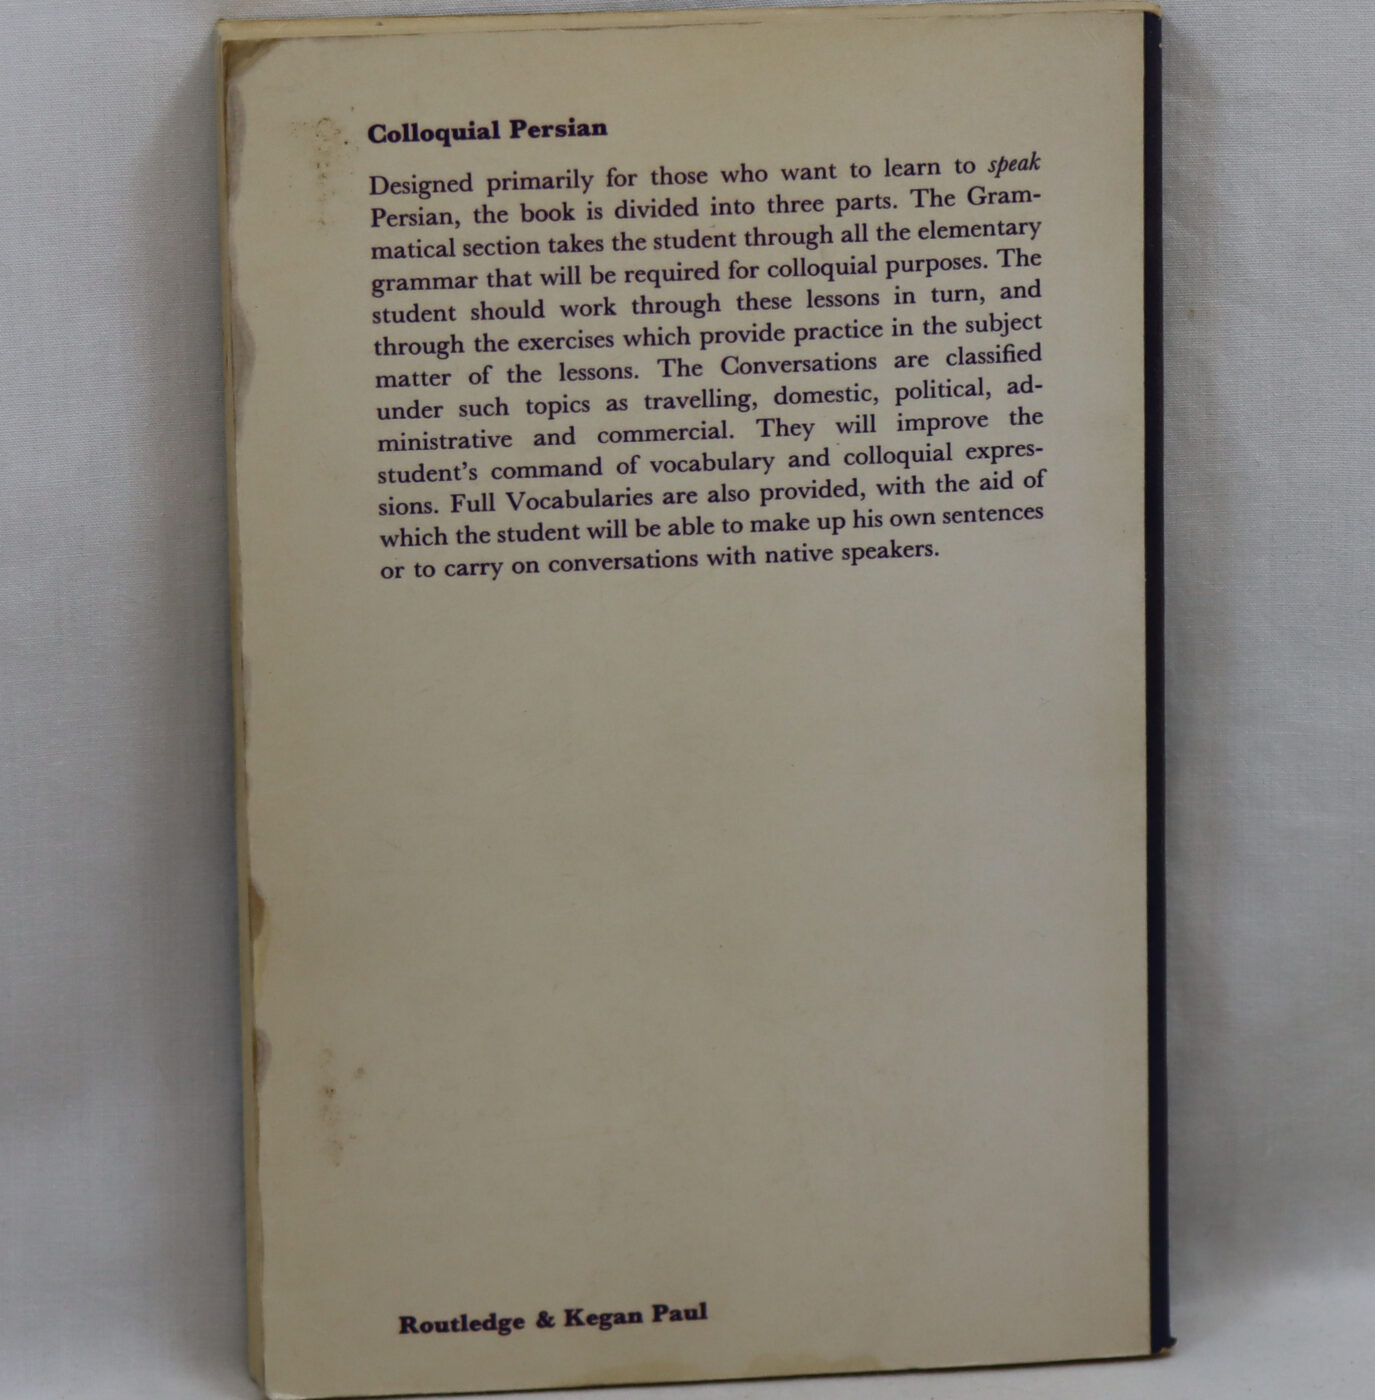 Colloquial Persian
Designed primarily for those who want to learn to speak
Persian, the book is divided into three parts. The Gram-
matical section takes the student through all the elementary
grammar that will be required for colloquial purposes. The
student should work through these lessons in turn, and
through the exercises which provide practice in the subject
matter of the lessons. The Conversations are classified
under such topics as travelling, domestic, political, ad-
ministrative and commercial. They will improve the
student's command of vocabulary and colloquial expres-
sions. Full Vocabularies are also provided, with the aid of
which the student will be able to make up his own sentences
or to carry on conversations with native speakers.
Routledge & Kegan Paul